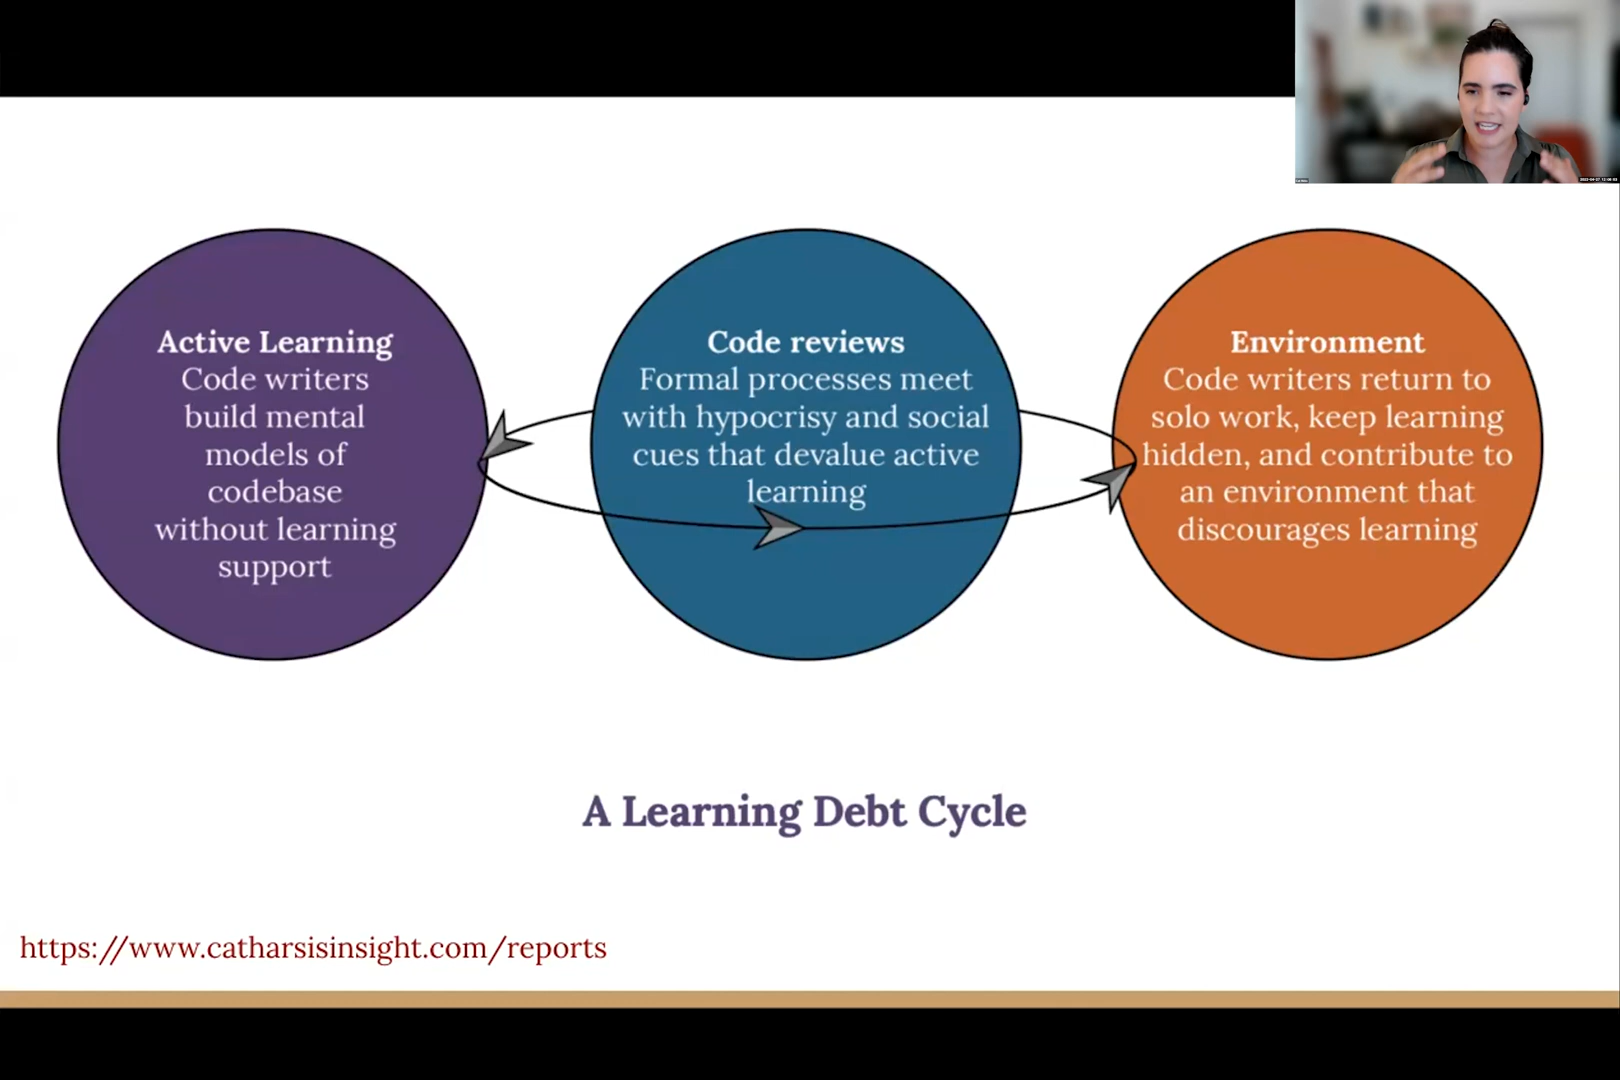 Active Learning
Code writers
build mental
models of
codebase
without learning
support
Code reviews
Formal processes meet
with hypocrisy and social
cues that devalue active
learning
Environment
Code writers return to
solo work, keep learning
hidden, and contribute to
an environment that
discourages learning
A Learning Debt Cycle
https://www.catharsisinsight.com/reports